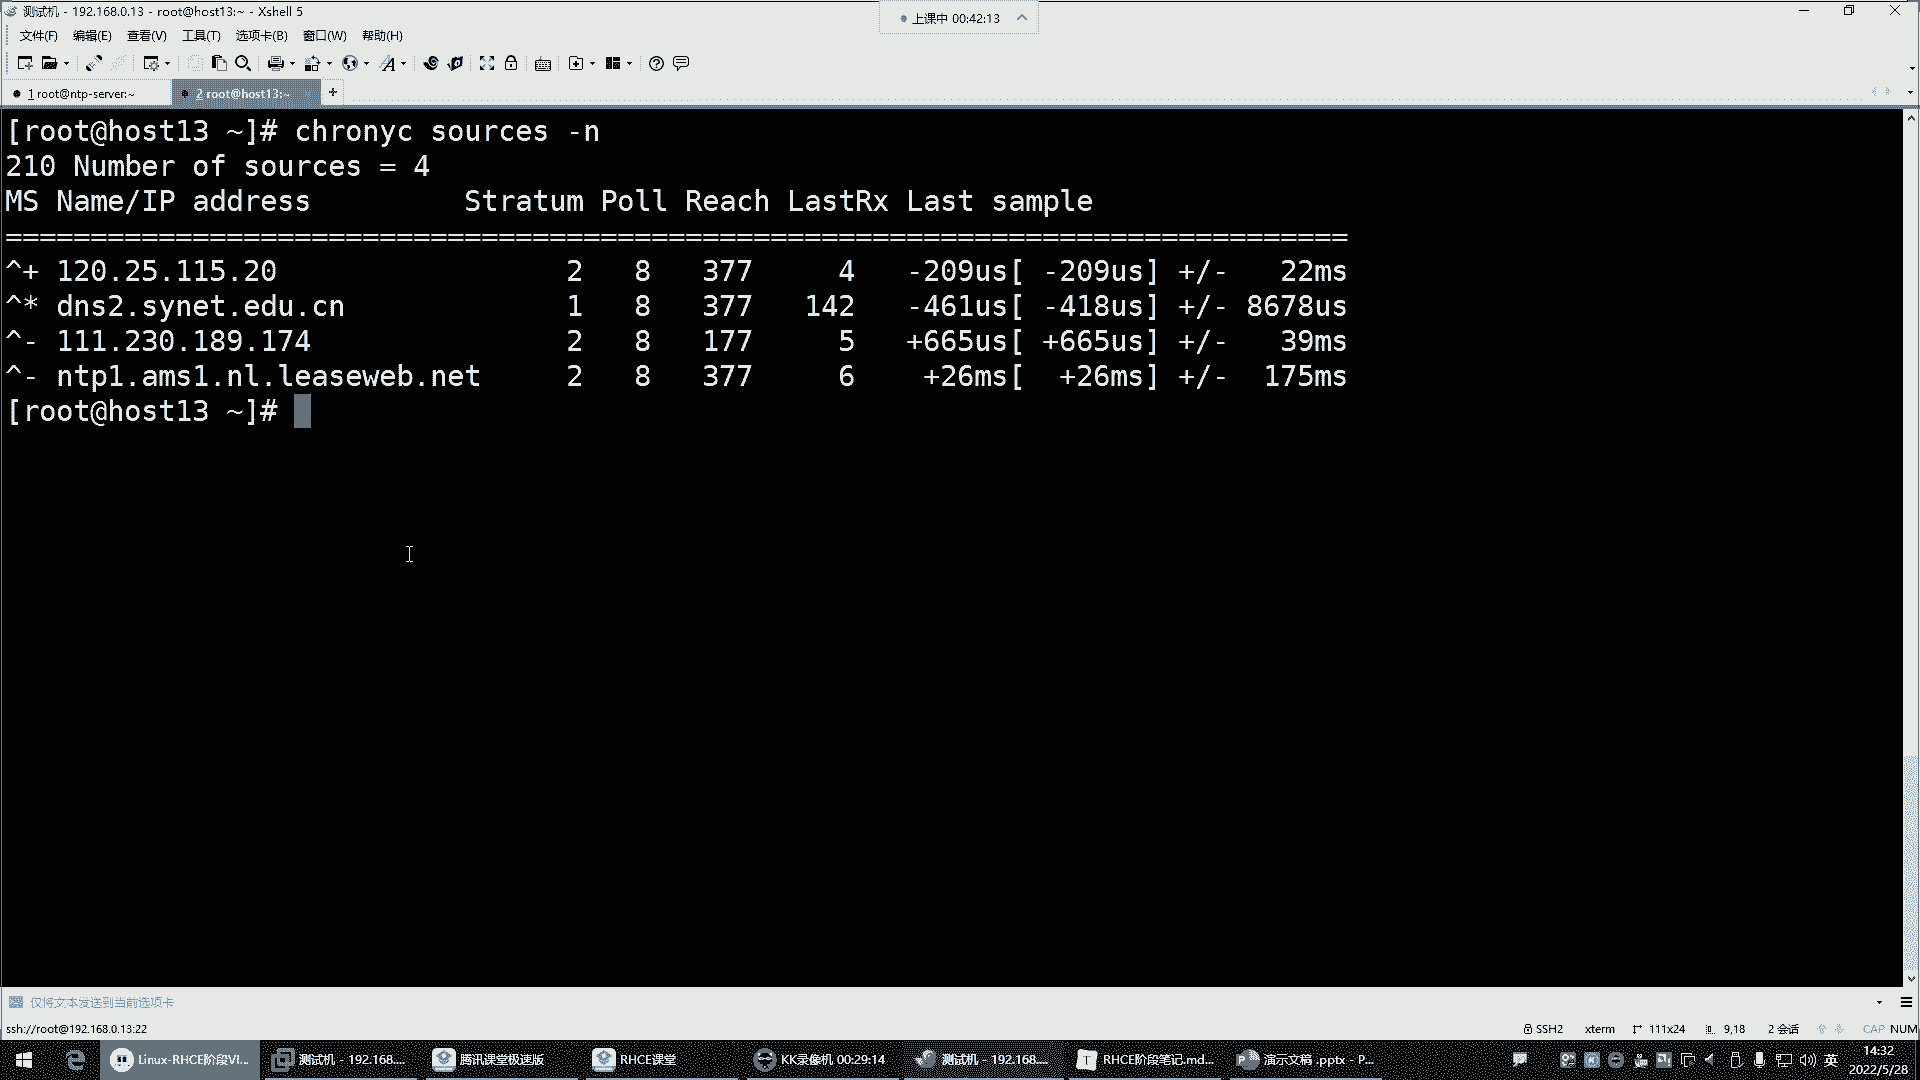 测试机 - 192.168.0.13 - root@host13:~ - Xshell 5
上课中 00:42:13
文件(F) 编辑(E) 查看(V) 工具(T) 选项卡(B) 窗口(W) 帮助(H)
1 root@ntp-server:~ 2 root@host13:~ +
[root@host13 ~]# chronyc sources -n
210 Number of sources = 4
MS Name/IP address         Stratum Poll Reach LastRx Last sample
===============================================================================
^+ 120.25.115.20                 2   8   377      4   -209us[ -209us] +/-   22ms
^* dns2.synet.edu.cn             1   8   377    142   -461us[ -418us] +/- 8678us
^- 111.230.189.174               2   8   177      5   +665us[ +665us] +/-   39ms
^- ntp1.ams1.nl.leaseweb.net     2   8   377      6    +26ms[  +26ms] +/-  175ms
[root@host13 ~]#
仅将文本发送到当前选项卡
ssh://root@192.168.0.13:22 SSH2 xterm 111x24 9,18 2 会话 CAP NUM
Linux-RHCE阶段VI... 测试机 - 192.168.... 腾讯课堂极速版 RHCE课堂 KK录像机 00:29:14 测试机 - 192.168.... RHCE阶段笔记.md... 演示文稿 .pptx - P... 英 14:32
2022/5/28